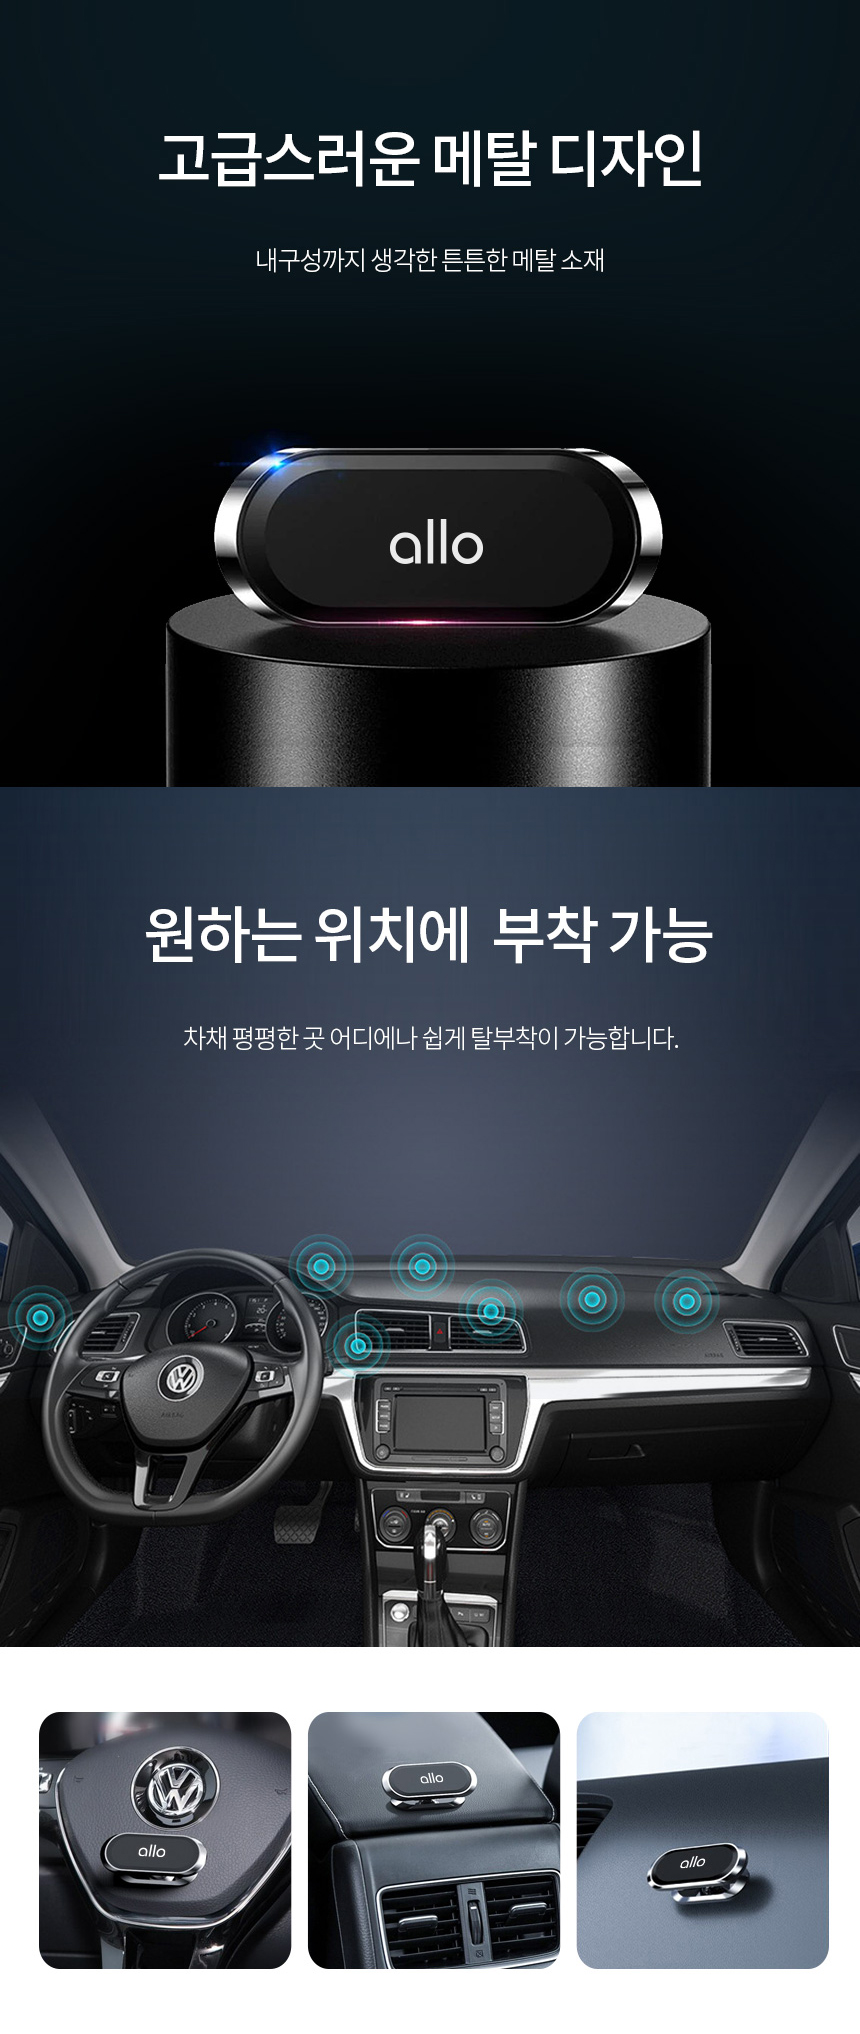 고급스러운 메탈 디자인
내구성까지 생각한 튼튼한 메탈 소재
allo
원하는 위치에 부착 가능
차채 평평한 곳 어디에나 쉽게 탈부착이 가능합니다.
allo
allo
allo